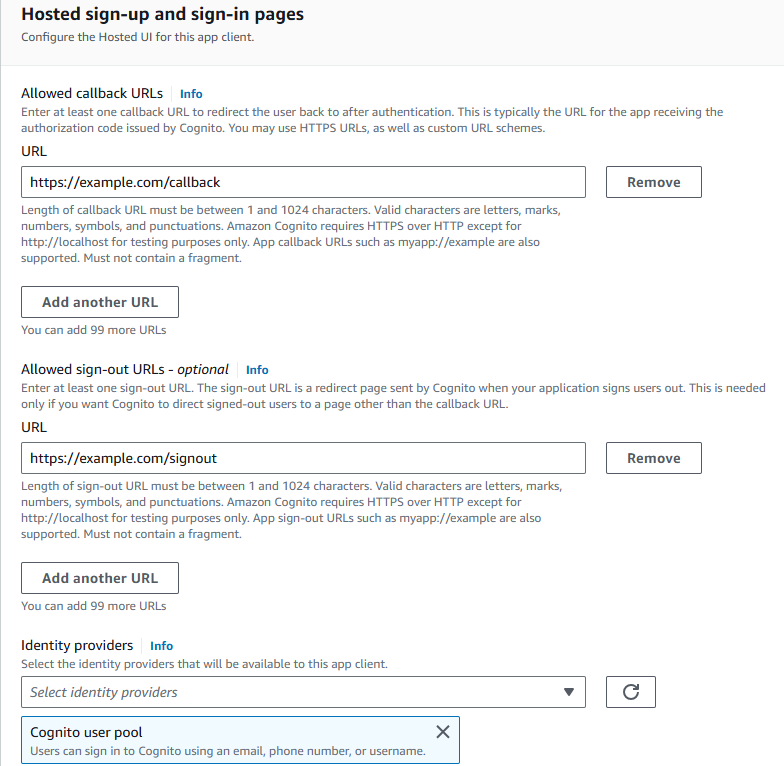 Hosted sign-up and sign-in pages
Configure the Hosted UI for this app client.
Allowed callback URLs Info
Enter at least one callback URL to redirect the user back to after authentication. This is typically the URL for the app receiving the
authorization code issued by Cognito. You may use HTTPS URLs, as well as custom URL schemes.
URL
https://example.com/callback Remove
Length of callback URL must be between 1 and 1024 characters. Valid characters are letters, marks,
numbers, symbols, and punctuations. Amazon Cognito requires HTTPS over HTTP except for
http://localhost for testing purposes only. App callback URLs such as myapp://example are also
supported. Must not contain a fragment.
Add another URL
You can add 99 more URLs
Allowed sign-out URLs - optional Info
Enter at least one sign-out URL. The sign-out URL is a redirect page sent by Cognito when your application signs users out. This is needed
only if you want Cognito to direct signed-out users to a page other than the callback URL.
URL
https://example.com/signout Remove
Length of sign-out URL must be between 1 and 1024 characters. Valid characters are letters, marks,
numbers, symbols, and punctuations. Amazon Cognito requires HTTPS over HTTP except for
http://localhost for testing purposes only. App sign-out URLs such as myapp://example are also
supported. Must not contain a fragment.
Add another URL
You can add 99 more URLs
Identity providers Info
Select the identity providers that will be available to this app client.
Select identity providers
Cognito user pool
Users can sign in to Cognito using an email, phone number, or username.